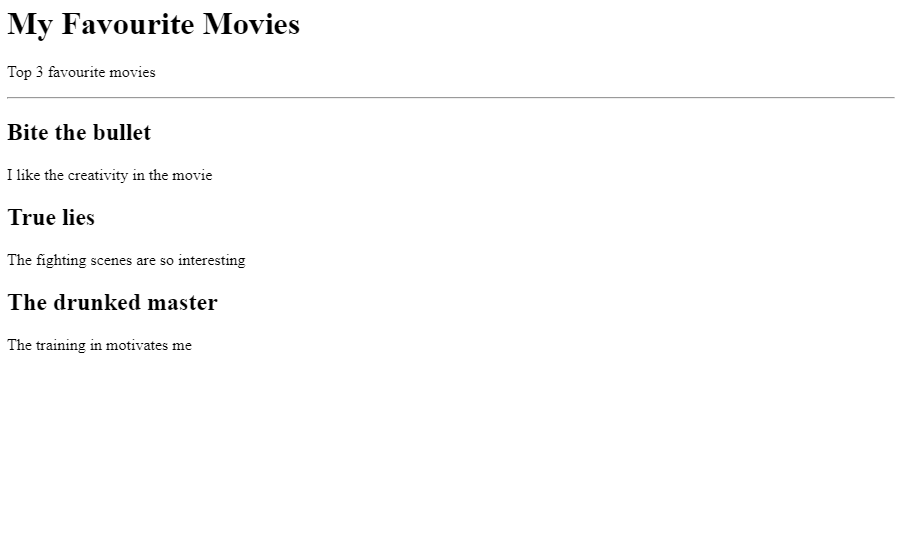 My Favourite Movies
Top 3 favourite movies
Bite the bullet
I like the creativity in the movie
True lies
The fighting scenes are so interesting
The drunked master
The training in motivates me